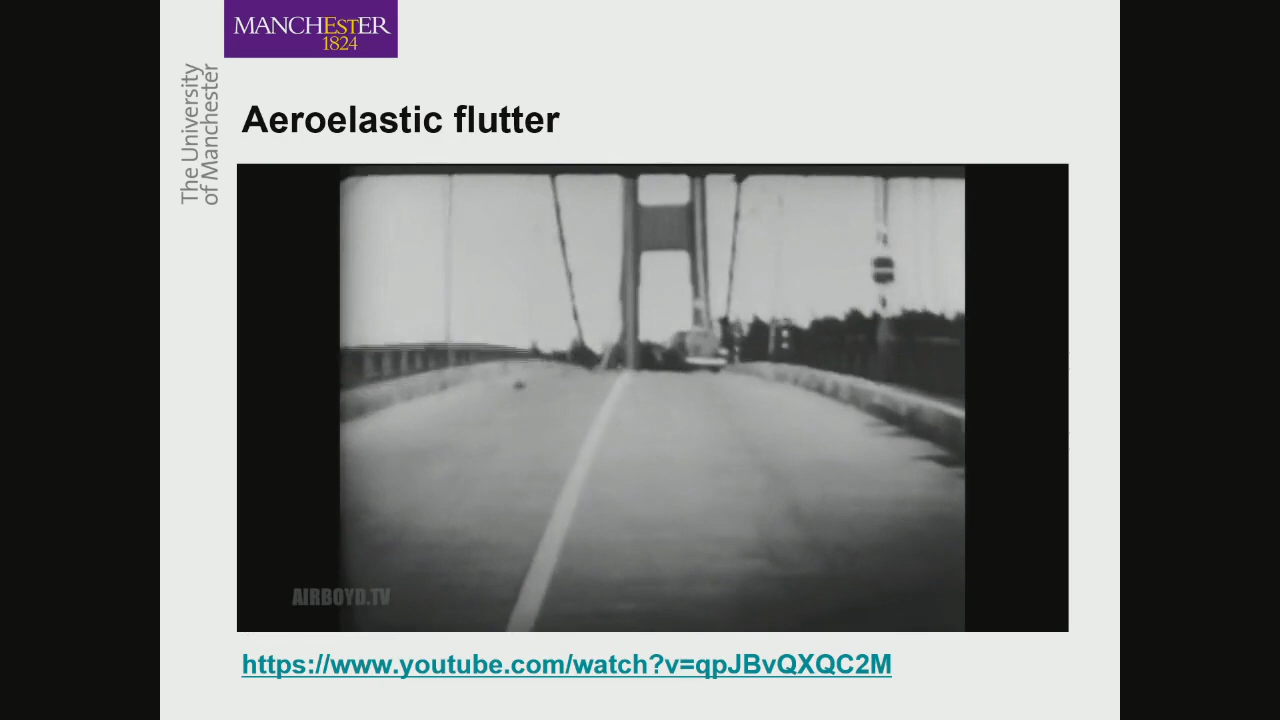 MANCHESTER
1824
The University
of Manchester
Aeroelastic flutter
AIRBOYD.TV
https://www.youtube.com/watch?v=qpJBvQXQC2M